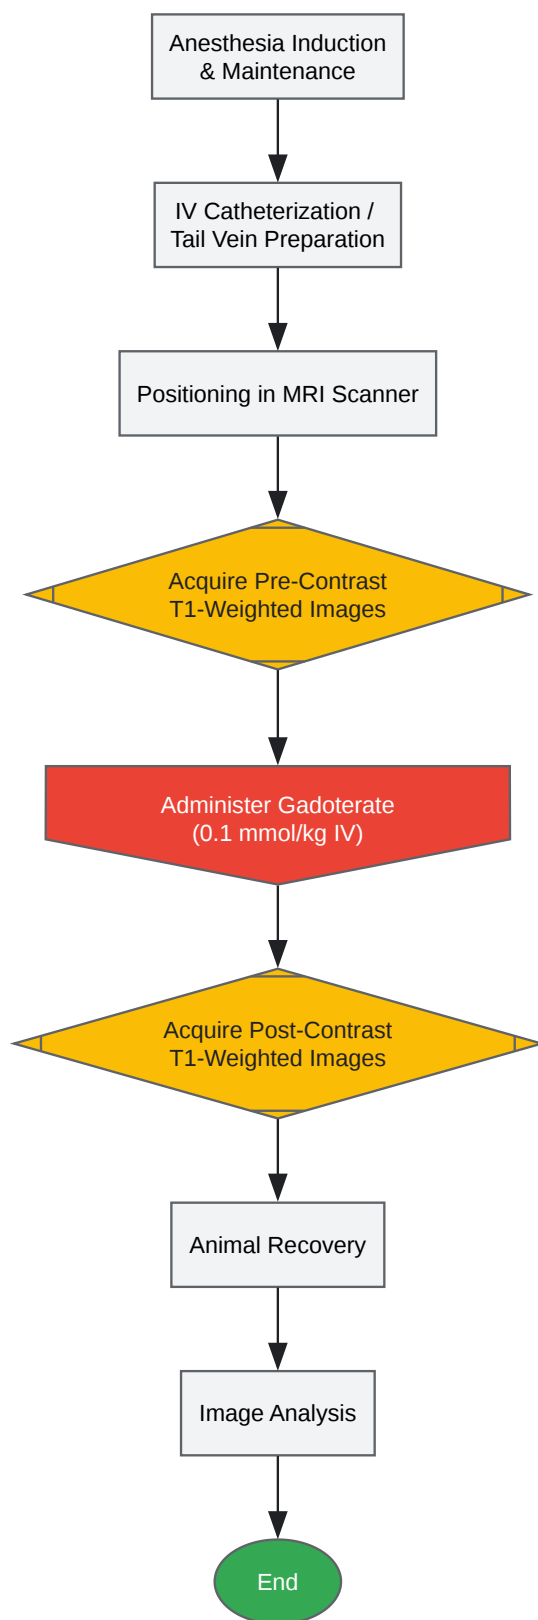 Anesthesia Induction
& Maintenance
IV Catheterization /
Tail Vein Preparation
Positioning in MRI Scanner
Acquire Pre-Contrast
T1-Weighted Images
Administer Gadoterate
(0.1 mmol/kg IV)
Acquire Post-Contrast
T1-Weighted Images
Animal Recovery
Image Analysis
End